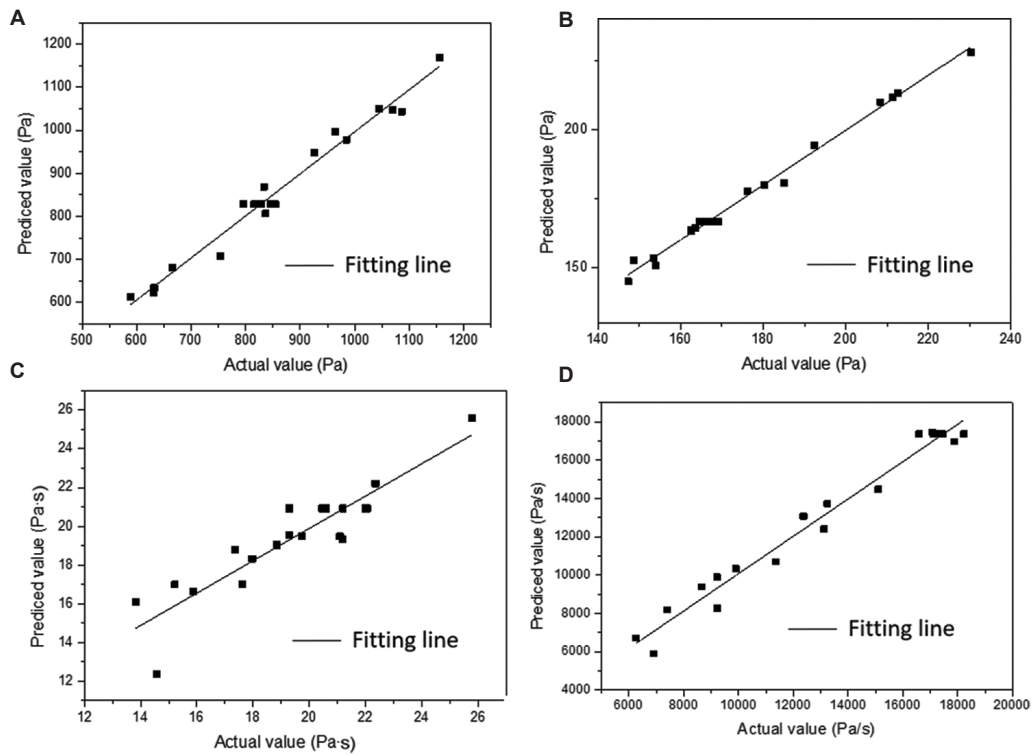 A
1200
1100
1000
900
800
700
600
Prediced value (Pa)
500 600 700 800 900 1000 1100 1200
Actual value (Pa)
Fitting line
B
200
150
Prediced value (Pa)
140 160 180 200 220 240
Actual value (Pa)
Fitting line
C
26
24
22
20
18
16
14
12
Prediced value (Pa·s)
12 14 16 18 20 22 24 26
Actual value (Pa·s)
Fitting line
D
18000
16000
14000
12000
10000
8000
6000
4000
Prediced value (Pa/s)
6000 8000 10000 12000 14000 16000 18000 20000
Actual value (Pa/s)
Fitting line